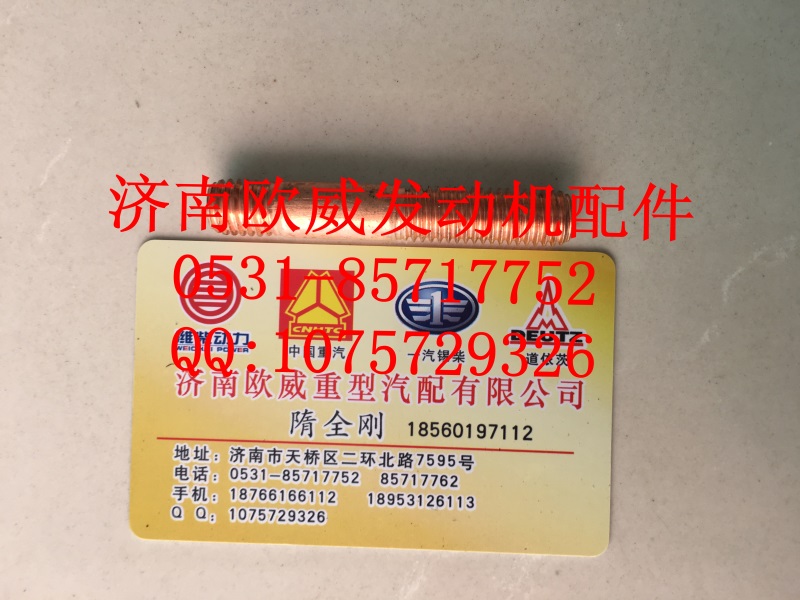 济南欧威发动机配件
0531-85717752
QQ:1075729326
潍柴动力
WEICHAI POWER
CNHTC
中国重汽
1
一汽锡柴
DEUTZ
道依茨
济南欧威重型汽配有限公司
隋全刚 18560197112
地址：济南市天桥区二环北路7595号
电话：0531-85717752 85717762
手机：18766166112 18953126113
Q Q：1075729326